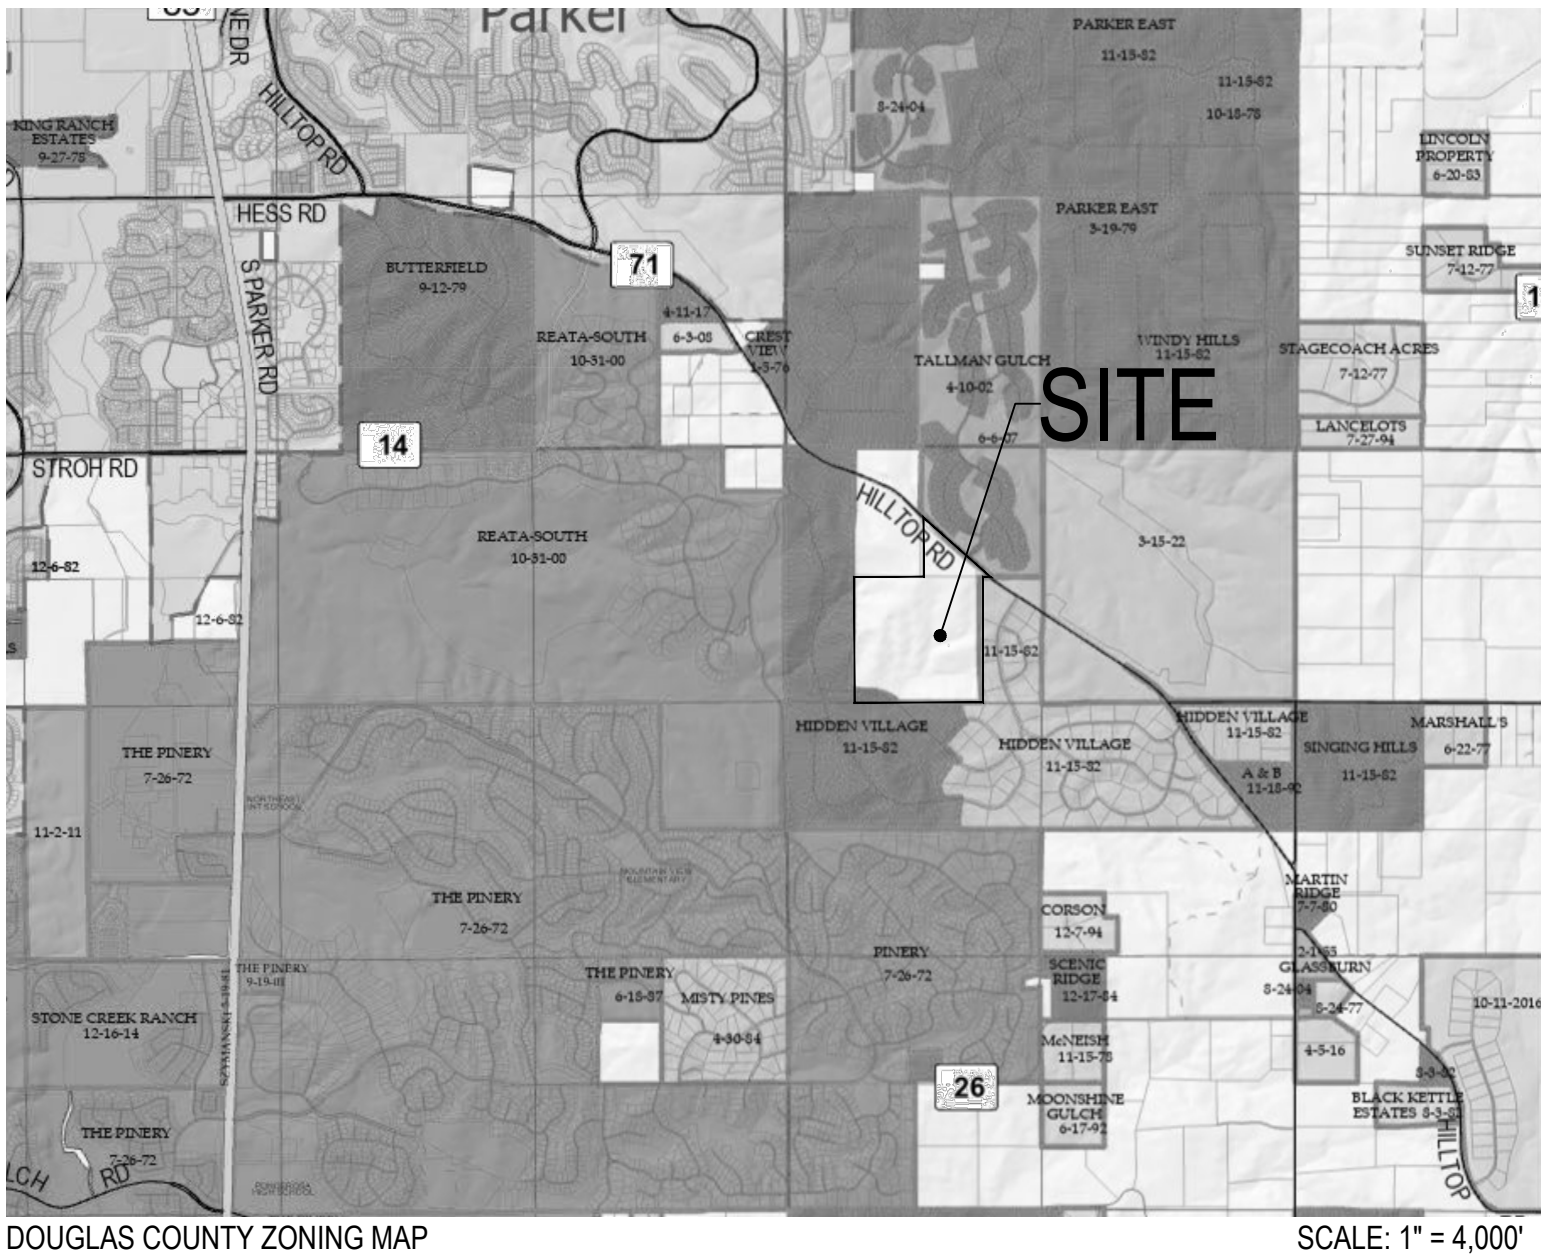 Parker
HILLTOP RD
PARKER EAST
11-15-82
11-15-82
10-18-78
8-24-04
KING RANCH
ESTATES
9-27-78
LINCOLN
PROPERTY
6-20-83
HESS RD
PARKER EAST
3-19-79
SUNSET RIDGE
7-12-77
71
BUTTERFIELD
9-12-79
S PARKER RD
4-11-17
6-3-08
CREST
VIEW
1-5-76
REATA-SOUTH
10-31-00
WINDY HILLS
11-15-82
STAGECOACH ACRES
7-12-77
TALLMAN GULCH
4-10-02
6-6-07
SITE
LANCELOTS
7-27-94
14
STROH RD
HILLTOP RD
REATA-SOUTH
10-31-00
3-15-22
12-6-82
12-6-82
11-15-82
HIDDEN VILLAGE
11-15-82
HIDDEN VILLAGE
11-15-82
HIDDEN VILLAGE
11-15-82
A & B
11-18-92
SINGING HILLS
11-15-82
MARSHALL'S
6-22-77
THE PINERY
7-26-72
11-2-11
MOUNTAIN VIEW
ELEMENTARY
THE PINERY
7-26-72
MARTIN
RIDGE
7-7-80
CORSON
12-7-94
PINERY
7-26-72
THE PINERY
THE PINERY
6-18-87
MISTY PINES
4-30-84
SCENIC
RIDGE
12-17-84
GLASSBURN
8-24-04
8-24-77
10-11-2016
STONE CREEK RANCH
12-16-14
McNEISH
11-15-78
4-5-16
26
MOONSHINE
GULCH
6-17-92
BLACK KETTLE
ESTATES
THE PINERY
7-26-72
RD
PONDEROSA
HIGH SCHOOL
HILLTOP
DOUGLAS COUNTY ZONING MAP
SCALE: 1" = 4,000'